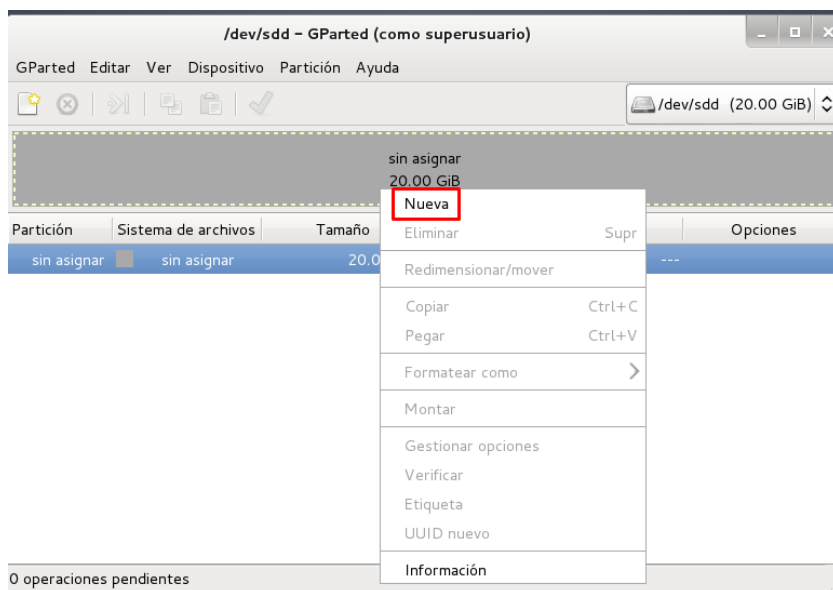 /dev/sdd – GParted (como superusuario)
GParted Editar Ver Dispositivo Partición Ayuda
/dev/sdd (20.00 GiB)
sin asignar
20.00 GiB
Partición Sistema de archivos Tamaño Opciones
sin asignar sin asignar 20.0 ---
Nueva
Eliminar Supr
Redimensionar/mover
Copiar Ctrl+C
Pegar Ctrl+V
Formatear como
Montar
Gestionar opciones
Verificar
Etiqueta
UUID nuevo
Información
0 operaciones pendientes